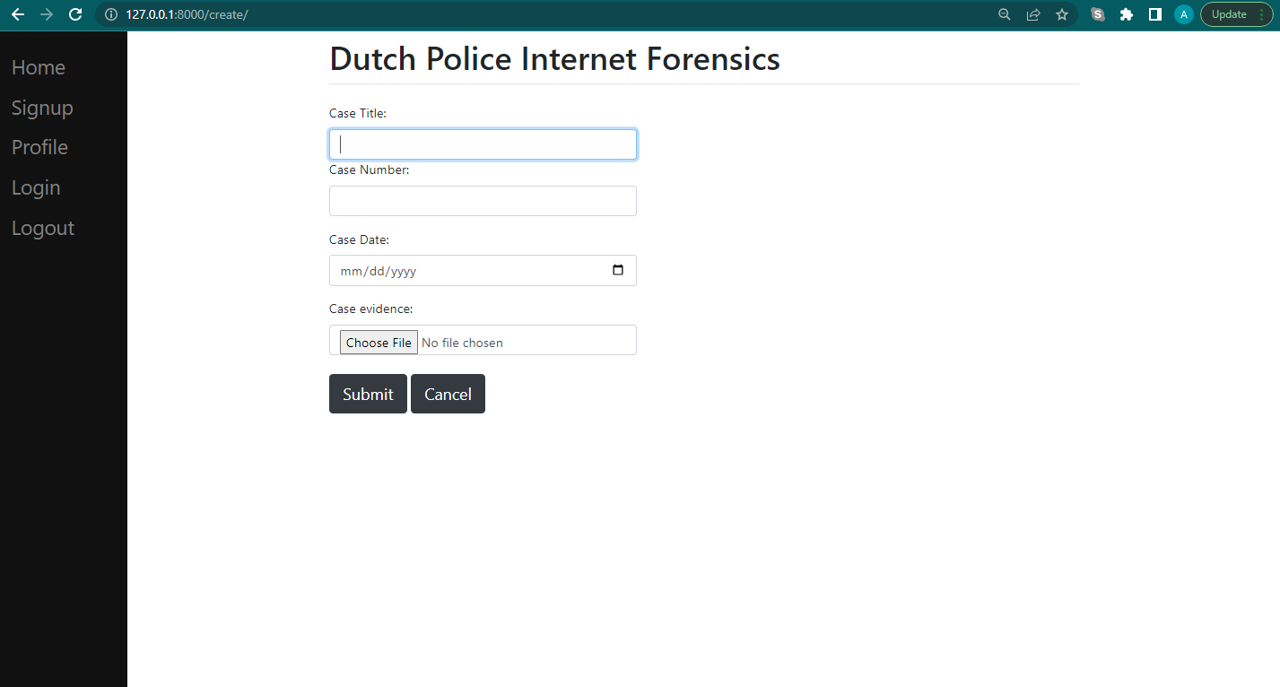 127.0.0.1:8000/create/
A
Update
Home
Signup
Profile
Login
Logout
Dutch Police Internet Forensics
Case Title:
Case Number:
Case Date:
mm/dd/yyyy
Case evidence:
Choose File No file chosen
Submit Cancel